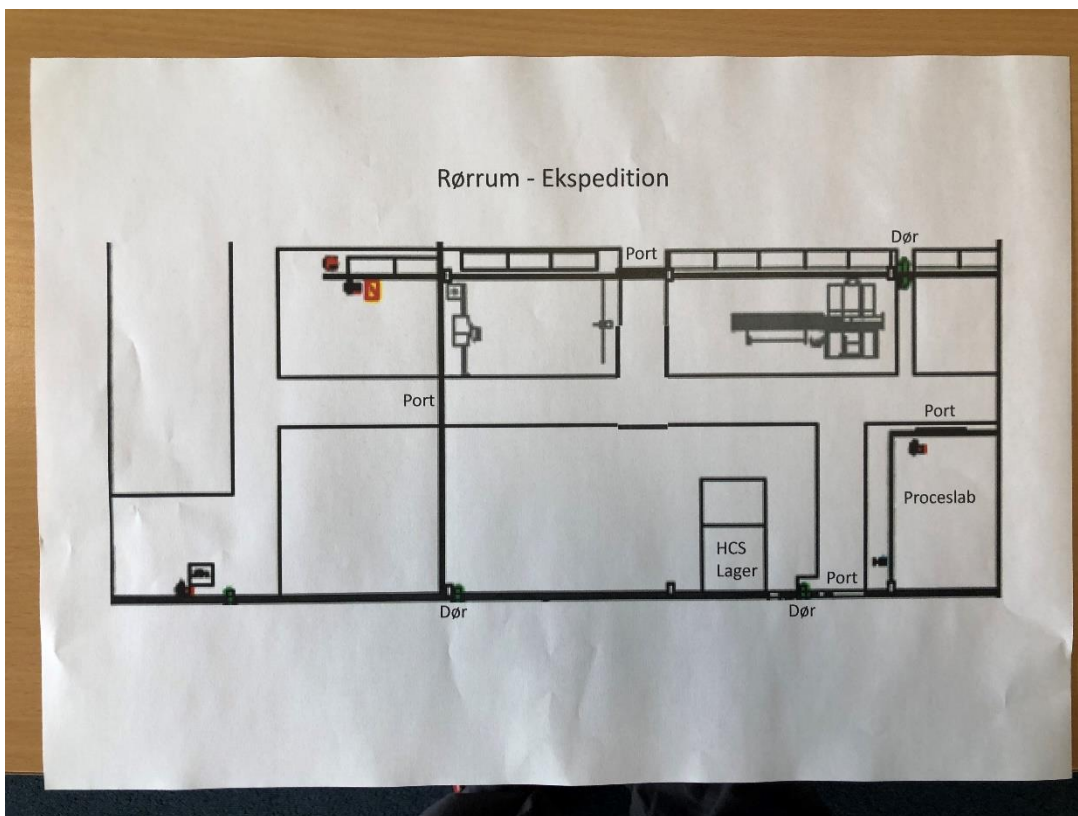 Rørrum - Ekspedition
Dør
Port
Port
Port
Proceslab
HCS
Lager
Port
Dør
Dør